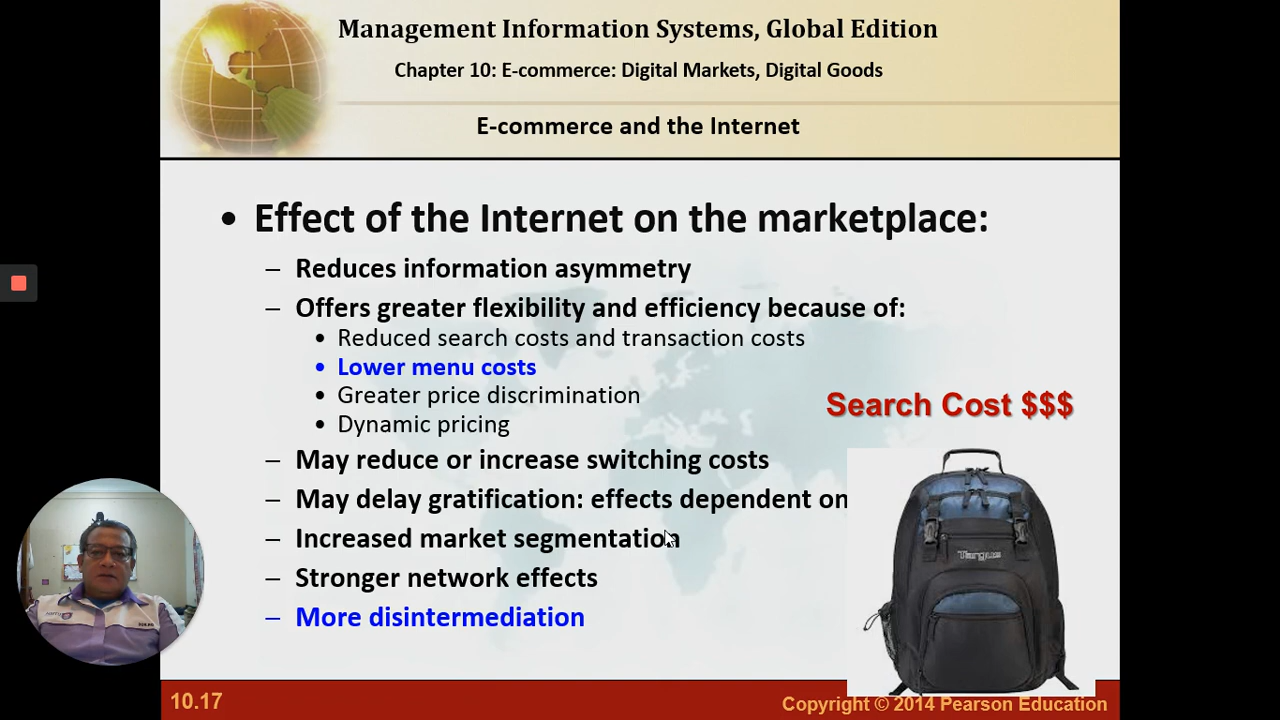 Management Information Systems, Global Edition
Chapter 10: E-commerce: Digital Markets, Digital Goods
E-commerce and the Internet
• Effect of the Internet on the marketplace:
– Reduces information asymmetry
– Offers greater flexibility and efficiency because of:
• Reduced search costs and transaction costs
• Lower menu costs
• Greater price discrimination
• Dynamic pricing
Search Cost $$$
– May reduce or increase switching costs
– May delay gratification: effects dependent on
– Increased market segmentation
– Stronger network effects
– More disintermediation
Targus
10.17
Copyright © 2014 Pearson Education